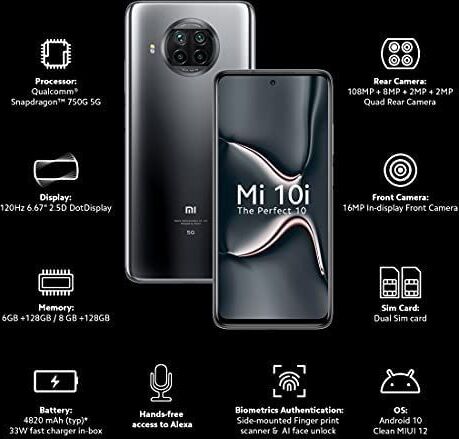 Processor:
Qualcomm®
Snapdragon™ 750G 5G
Display:
120Hz 6.67" 2.5D DotDisplay
Memory:
6GB +128GB / 8 GB +128GB
mi
5G
Mi 10i
The Perfect 10
Rear Camera:
108MP + 8MP + 2MP + 2MP
Quad Rear Camera
Front Camera:
16MP In-display Front Camera
Sim Card:
Dual Sim card
Battery:
4820 mAh (typ)*
33W fast charger in-box
Hands-free
access to Alexa
Biometrics Authentication:
Side-mounted Finger print
scanner & AI face unlock
OS:
Android 10
Clean MIUI 12